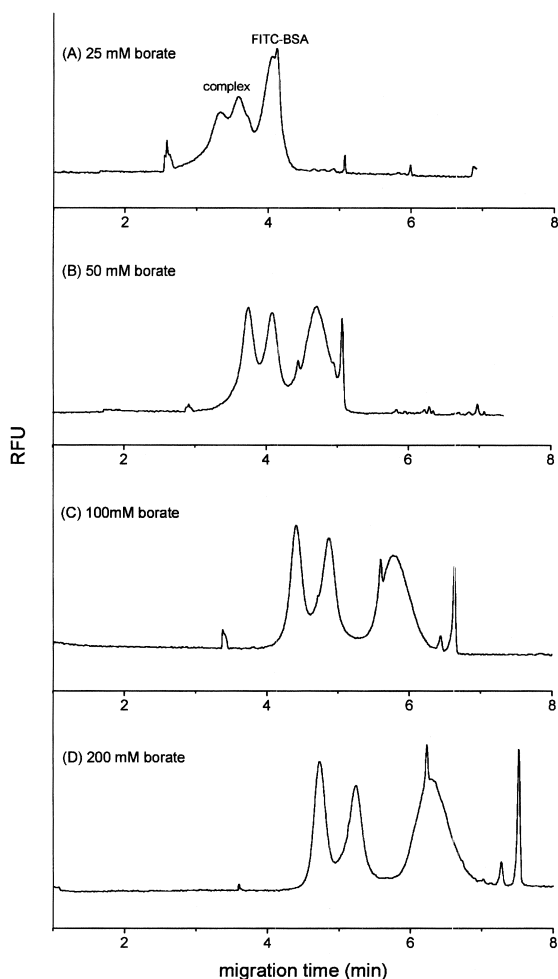 FITC-BSA
(A) 25 mM borate
complex
2 4 6 8
(B) 50 mM borate
2 4 6 8
RFU
(C) 100mM borate
2 4 6 8
(D) 200 mM borate
2 4 6 8
migration time (min)